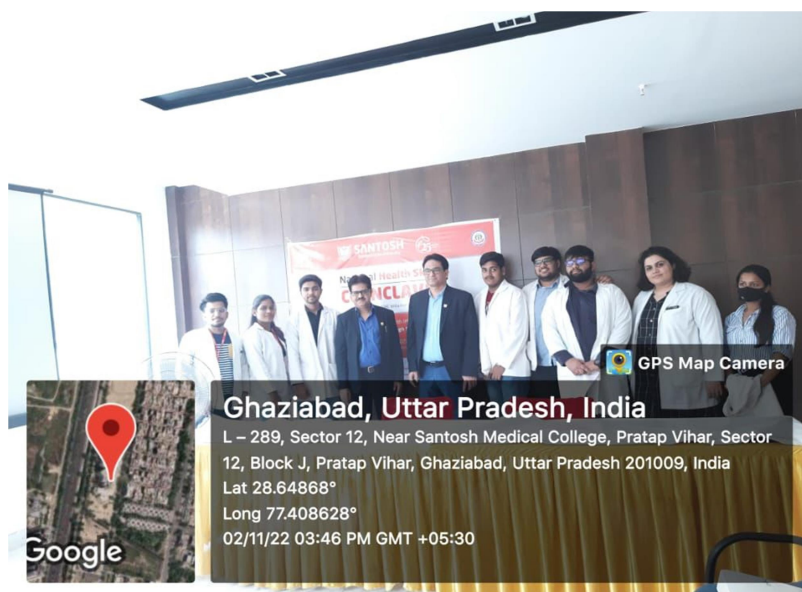 SANTOSH
National Health
CONCLAVE
GPS Map Camera
Ghaziabad, Uttar Pradesh, India
L – 289, Sector 12, Near Santosh Medical College, Pratap Vihar, Sector
12, Block J, Pratap Vihar, Ghaziabad, Uttar Pradesh 201009, India
Lat 28.64868°
Long 77.408628°
02/11/22 03:46 PM GMT +05:30
Google